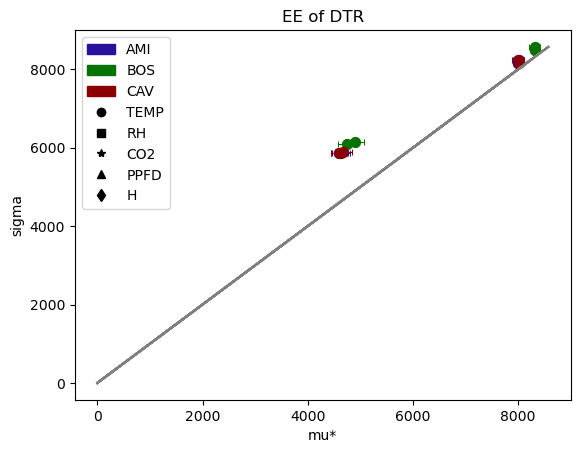 EE of DTR
AMI
BOS
CAV
TEMP
RH
CO2
PPFD
H
8000
6000
4000
2000
0
sigma
0 2000 4000 6000 8000
mu*